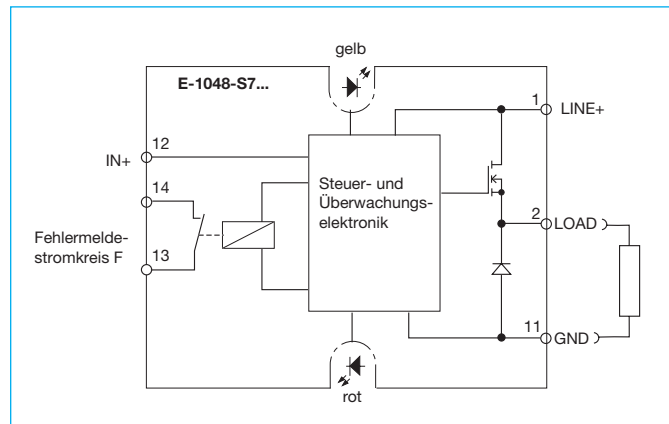 gelb
E-1048-S7...
1
LINE+
12
IN+
14
Steuer- und
Überwachungs-
elektronik
2
LOAD
Fehlermelde-
stromkreis F
13
11
GND
rot